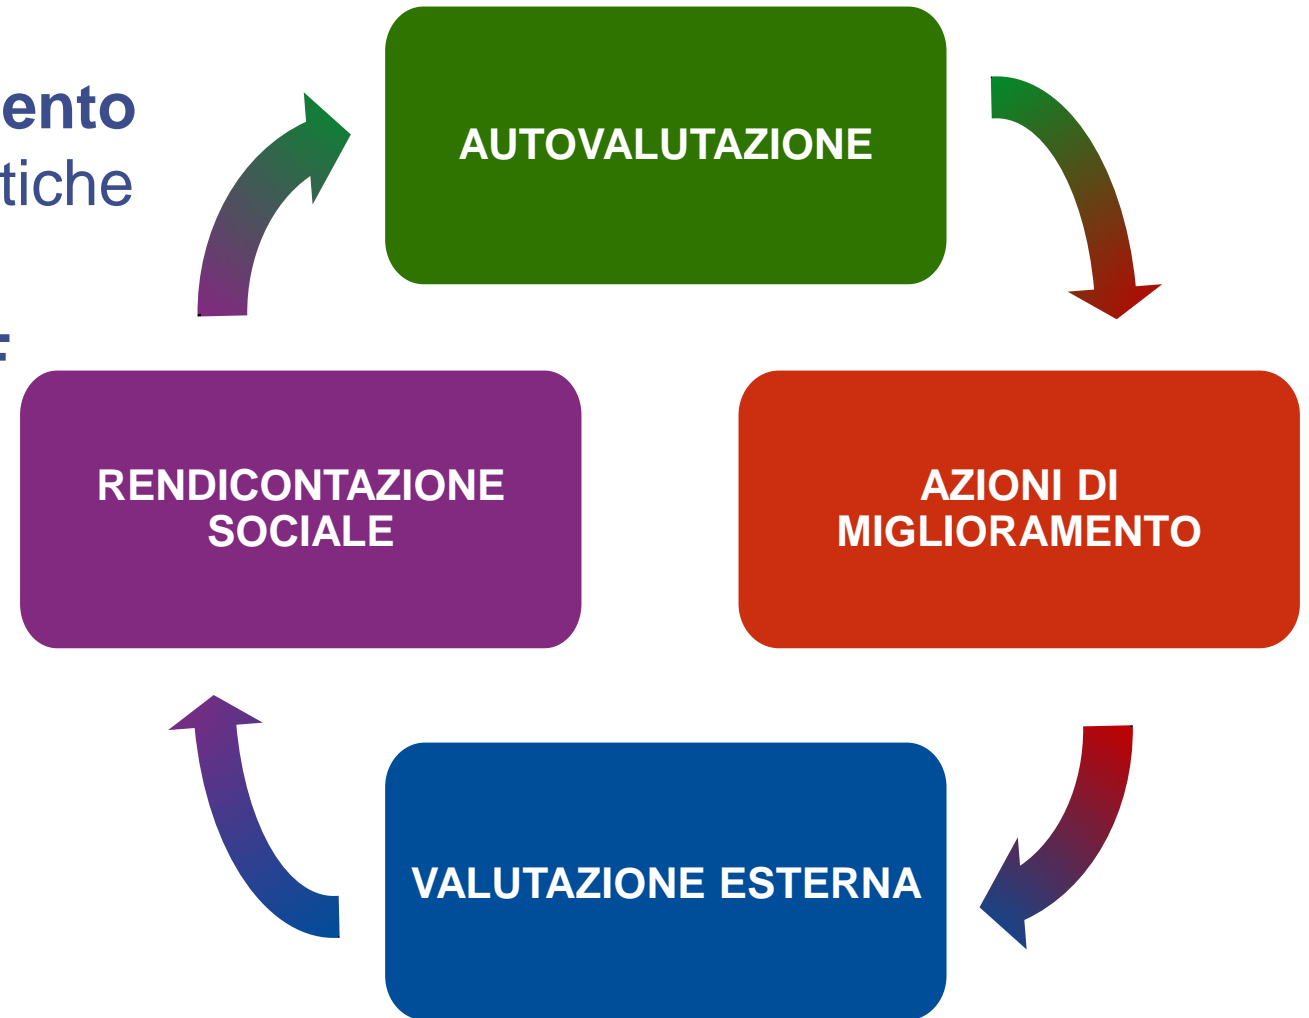 ento
tiche
AUTOVALUTAZIONE
RENDICONTAZIONE
SOCIALE
AZIONI DI
MIGLIORAMENTO
VALUTAZIONE ESTERNA